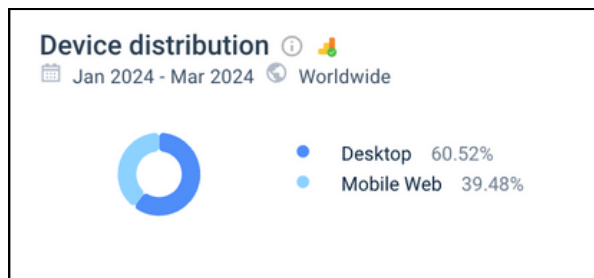 Device distribution
Jan 2024 - Mar 2024 Worldwide
Desktop 60.52%
Mobile Web 39.48%